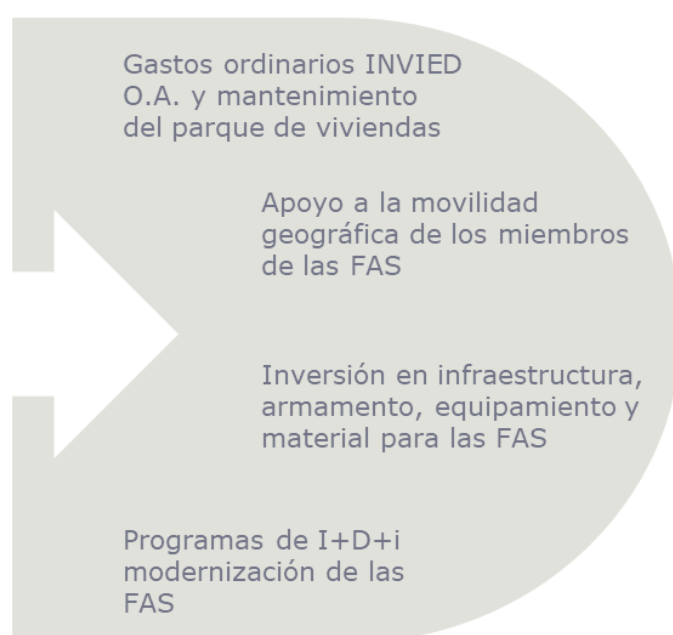 Gastos ordinarios INVIED
O.A. y mantenimiento
del parque de viviendas
Apoyo a la movilidad
geográfica de los miembros
de las FAS
Inversión en infraestructura,
armamento, equipamiento y
material para las FAS
Programas de I+D+i
modernización de las
FAS